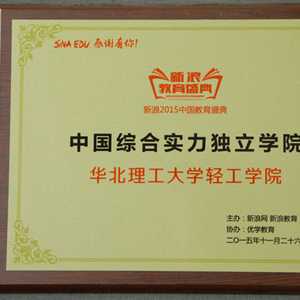 SINA EDU 感谢有你!
新浪
教育盛典
新浪2015中国教育盛典
中国综合实力独立学院
华北理工大学轻工学院
主办:新浪网 新浪教育
协办:优学教育
二〇一五年十一月二十六